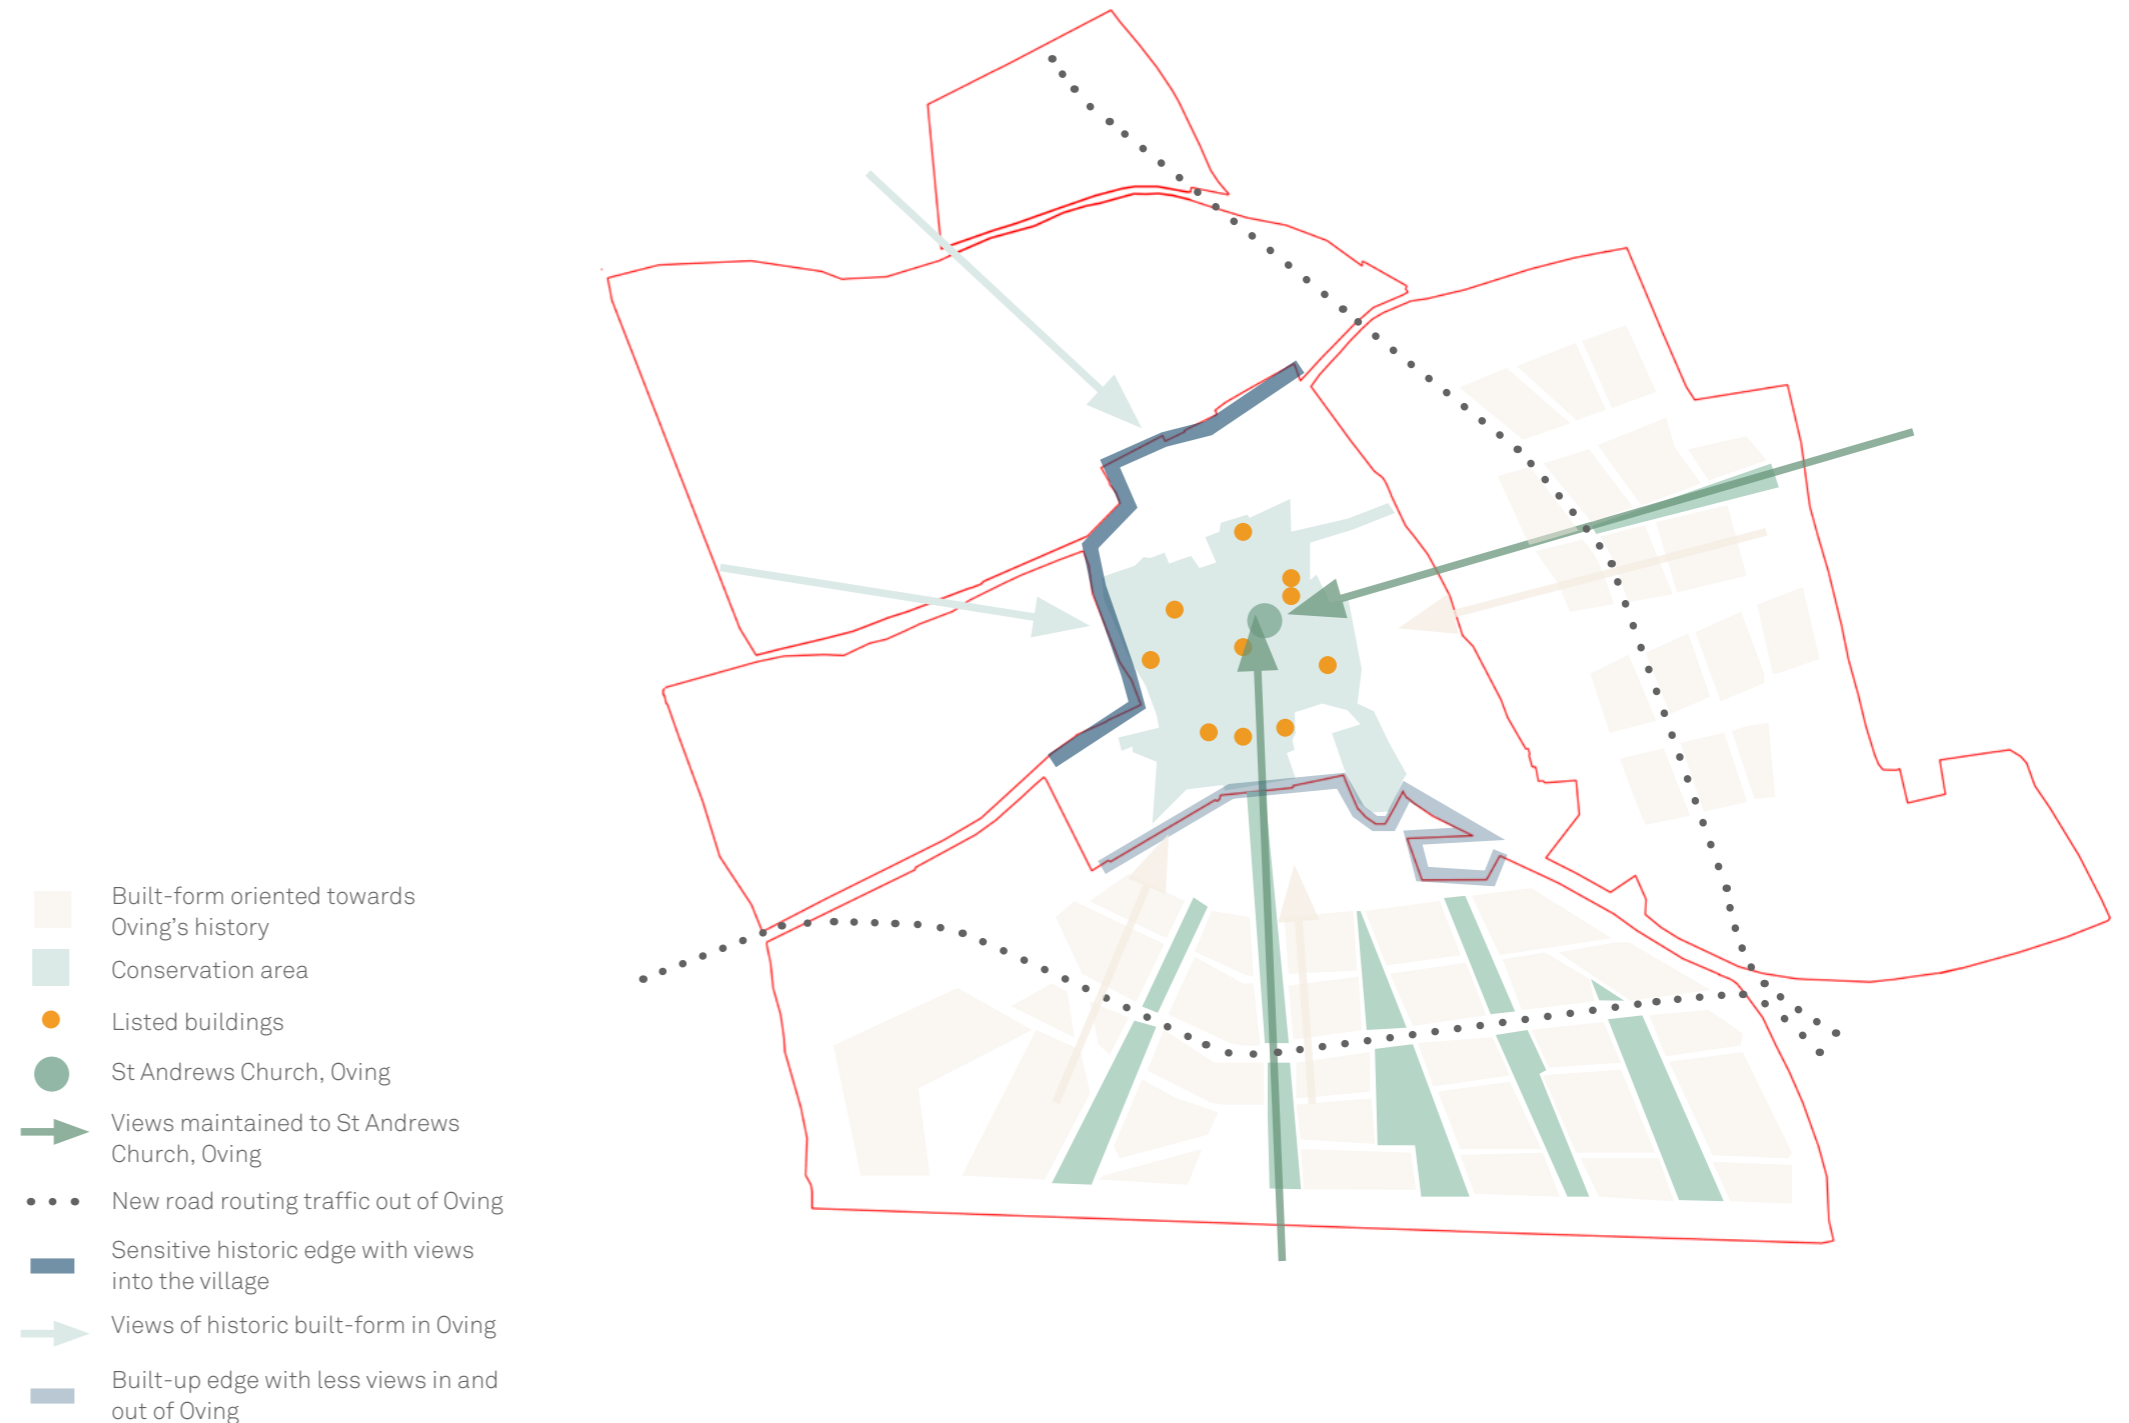 Built-form oriented towards
Oving’s history
Conservation area
Listed buildings
St Andrews Church, Oving
Views maintained to St Andrews
Church, Oving
New road routing traffic out of Oving
Sensitive historic edge with views
into the village
Views of historic built-form in Oving
Built-up edge with less views in and
out of Oving